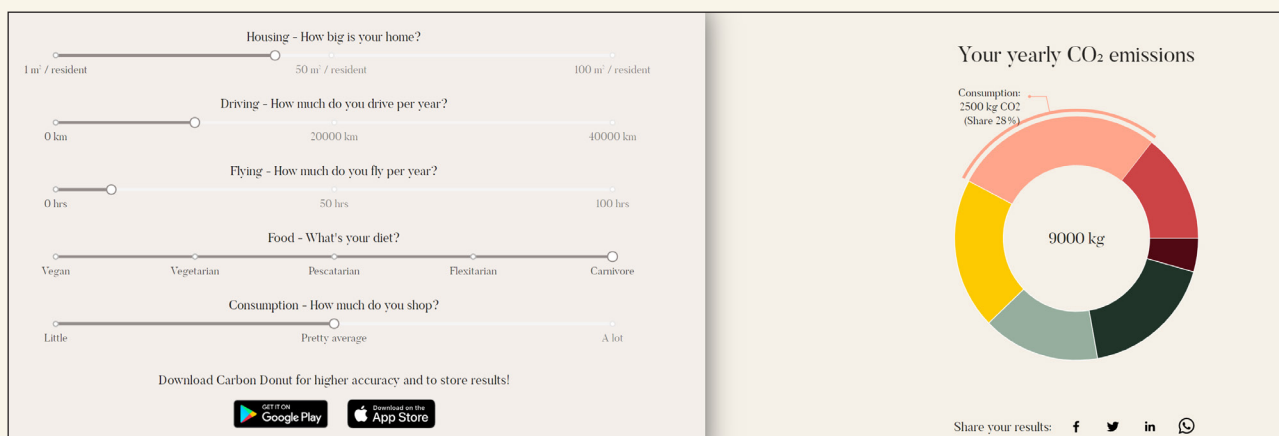 Housing - How big is your home?
1 m² / resident 50 m² / resident 100 m² / resident
Driving - How much do you drive per year?
0 km 20000 km 40000 km
Flying - How much do you fly per year?
0 hrs 50 hrs 100 hrs
Food - What's your diet?
Vegan Vegetarian Pescatarian Flexitarian Carnivore
Consumption - How much do you shop?
Little Pretty average A lot
Download Carbon Donut for higher accuracy and to store results!
GET IT ON
Google Play
Download on the
App Store
Your yearly CO₂ emissions
Consumption:
2500 kg CO2
(Share 28%)
9000 kg
Share your results: